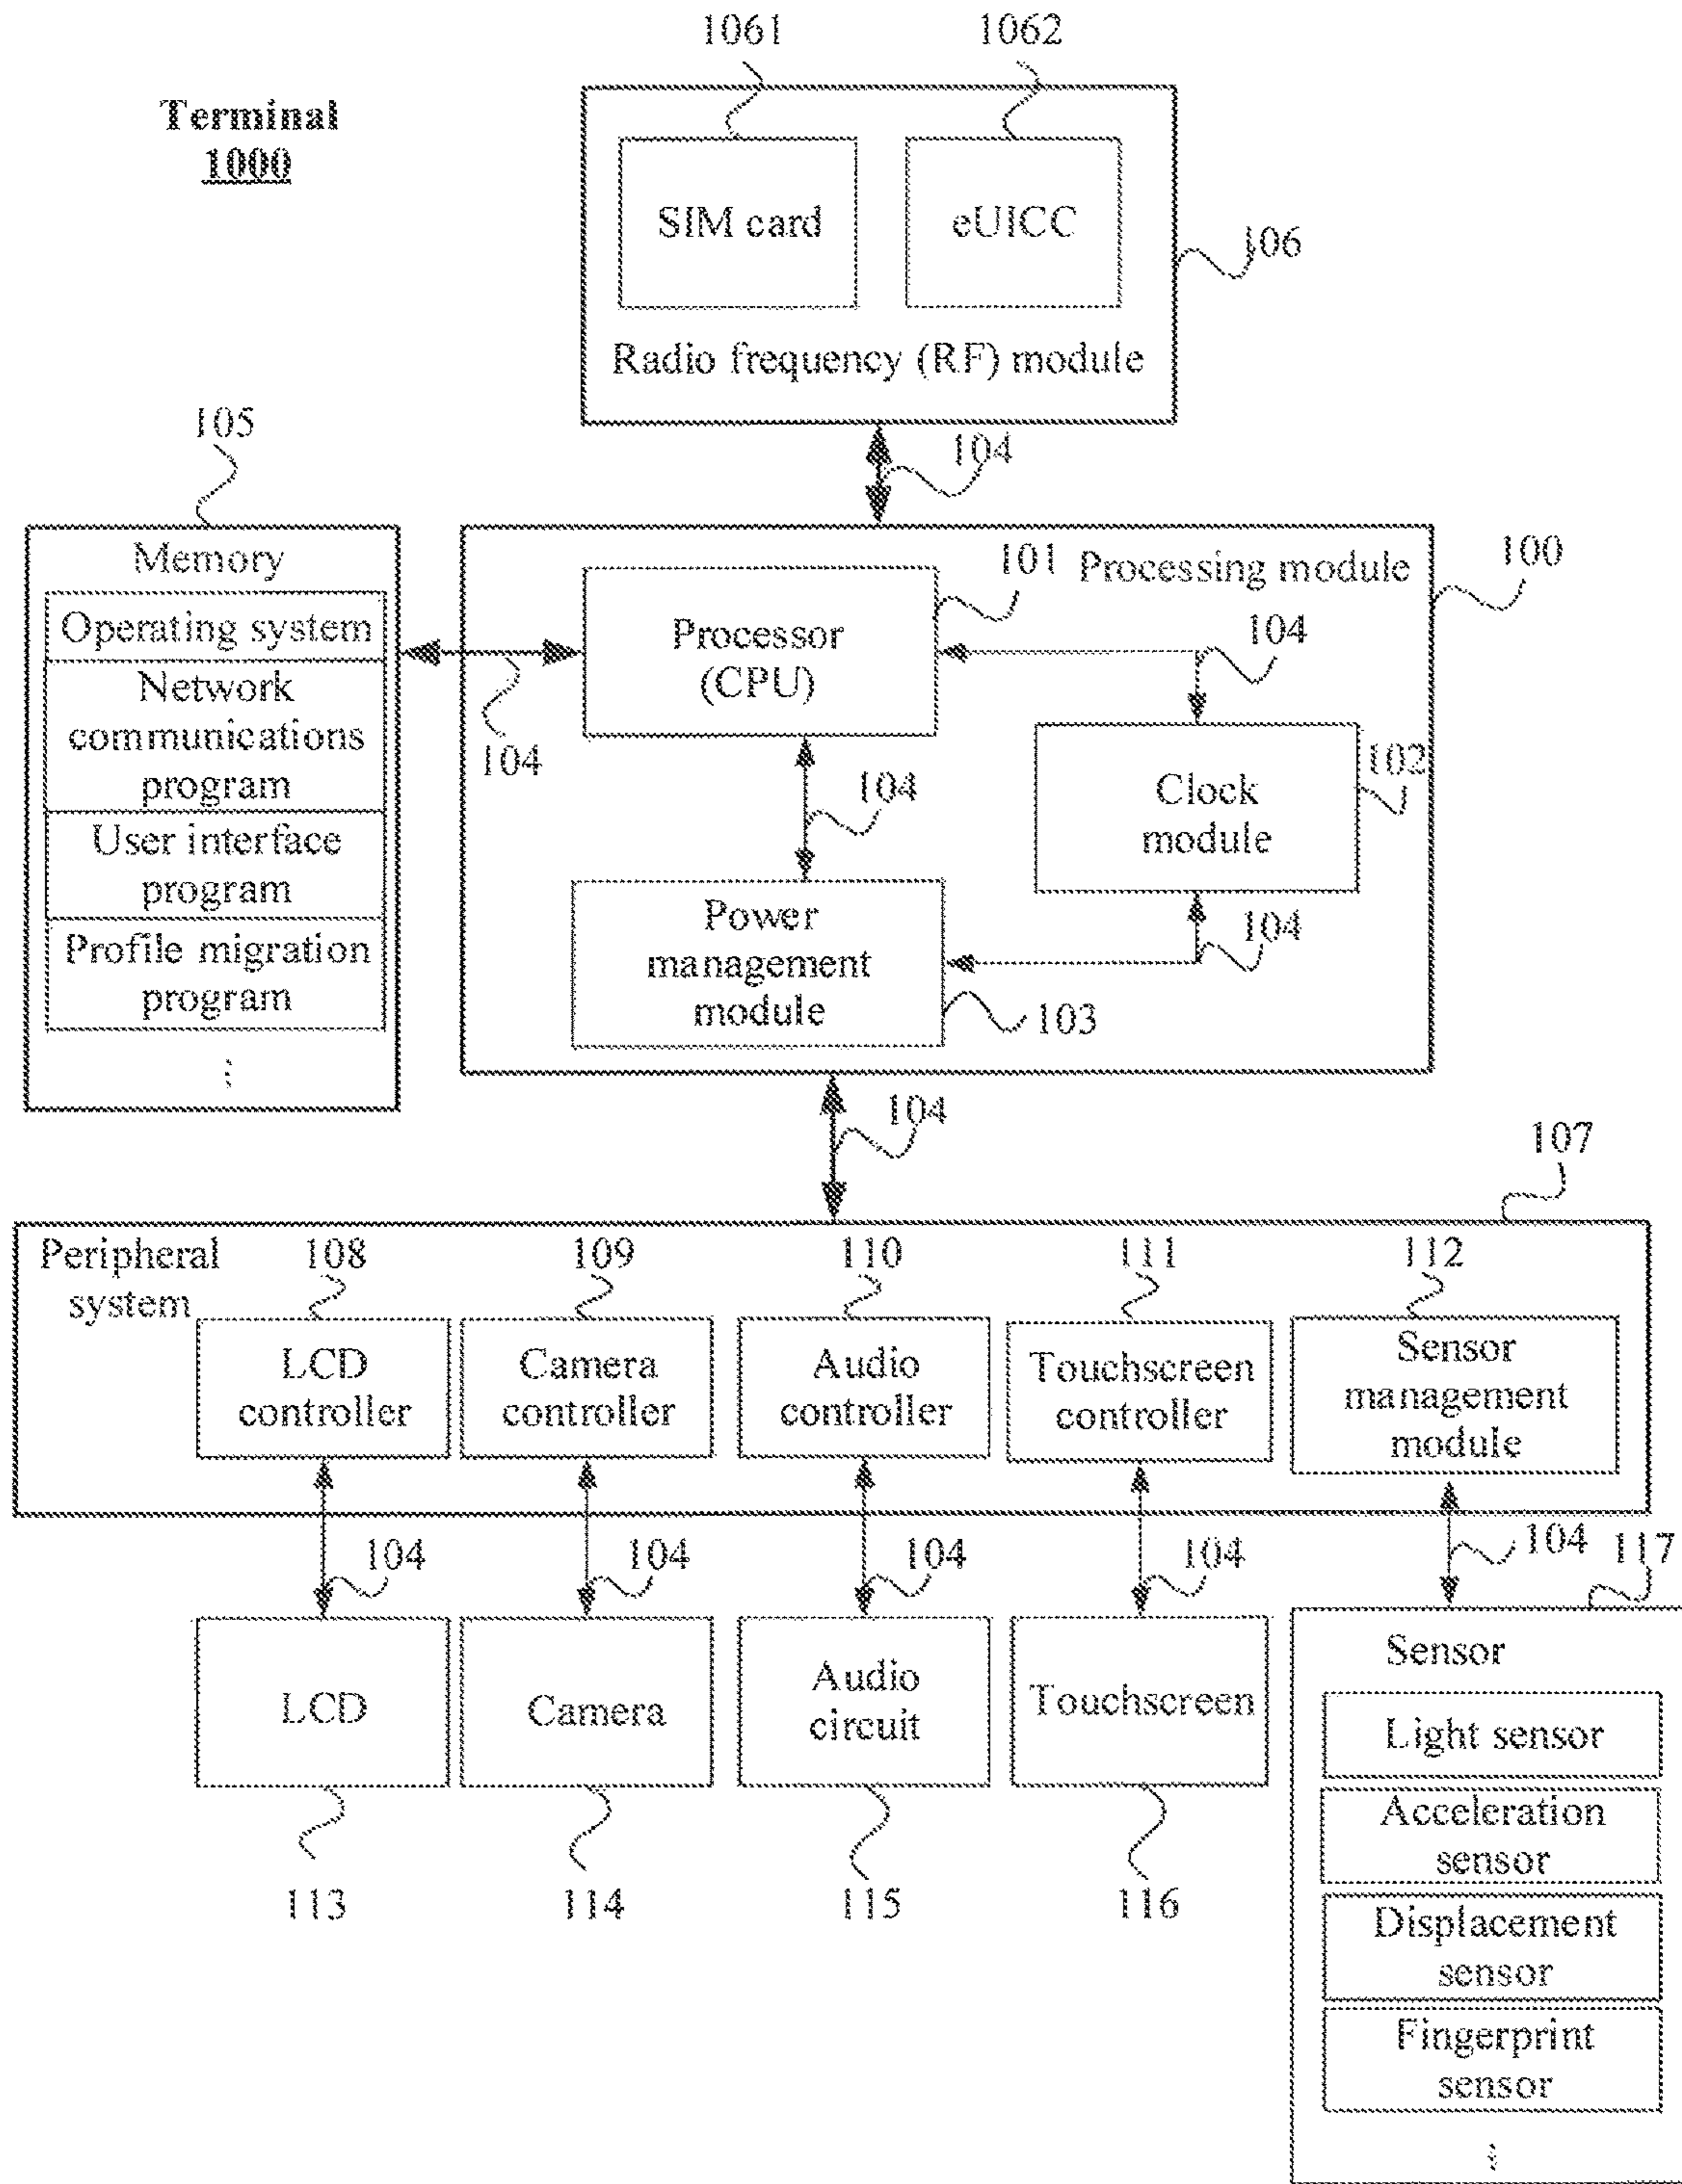 1061
1062
Terminal
1000
SIM card
eUICC
106
Radio frequency (RF) module
105
104
Memory
Operating system
Network
communications
program
User interface
program
Profile migration
program
⋮
104
101
Processing module
100
Processor
(CPU)
104
104
Clock
module
102
Power
management
module
104
103
104
107
Peripheral
system
108
109
110
111
112
LCD
controller
Camera
controller
Audio
controller
Touchscreen
controller
Sensor
management
module
104
104
104
104
104
117
LCD
Camera
Audio
circuit
Touchscreen
Sensor
Light sensor
Acceleration
sensor
Displacement
sensor
Fingerprint
sensor
⋮
113
114
115
116